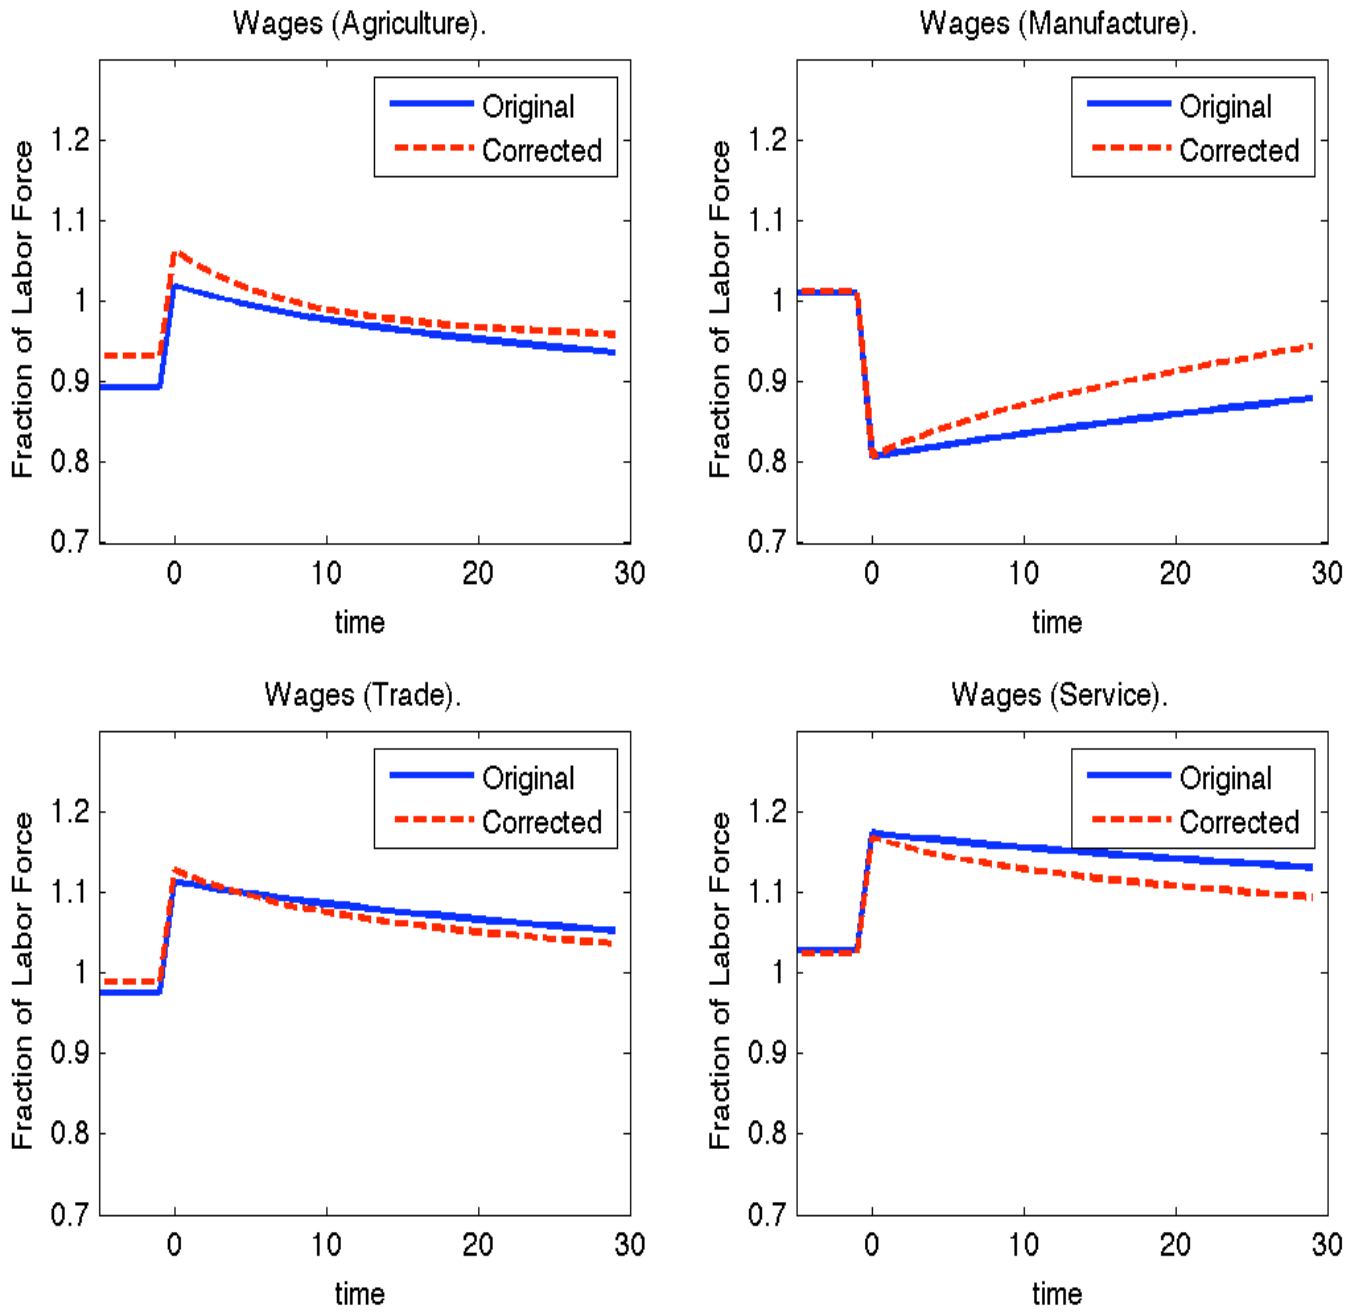 Wages (Agriculture).
Original
Corrected
Fraction of Labor Force
1.2
1.1
1
0.9
0.8
0.7
0
10
20
30
time
Wages (Manufacture).
Original
Corrected
Fraction of Labor Force
1.2
1.1
1
0.9
0.8
0.7
0
10
20
30
time
Wages (Trade).
Original
Corrected
Fraction of Labor Force
1.2
1.1
1
0.9
0.8
0.7
0
10
20
30
time
Wages (Service).
Original
Corrected
Fraction of Labor Force
1.2
1.1
1
0.9
0.8
0.7
0
10
20
30
time